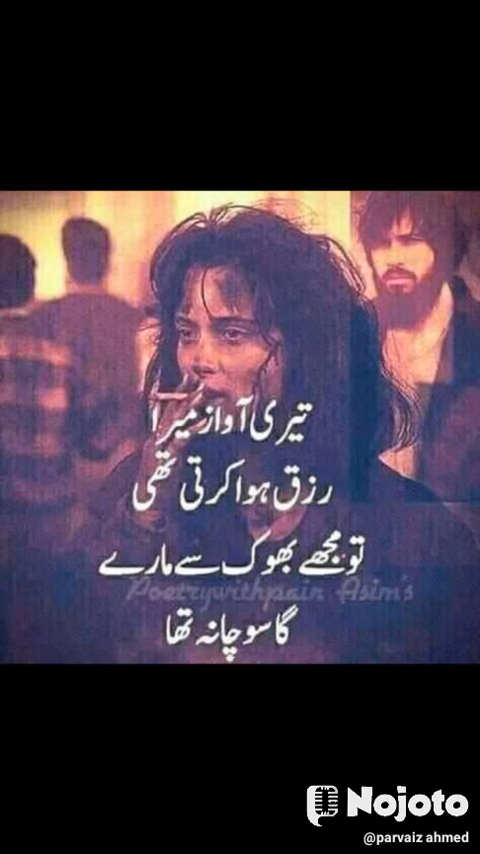 تیری آواز میرا
رزق ہوا کرتی تھی
تو مجھے بھوک سے مارے
گا سوچا نہ تھا
Poetrywithpain Asim's
Nojoto
@parvaiz ahmed